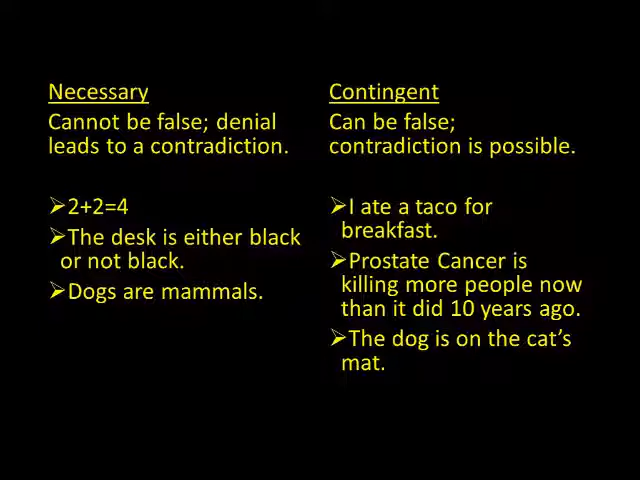 Necessary
Cannot be false; denial
leads to a contradiction.
➢2+2=4
➢The desk is either black
or not black.
➢Dogs are mammals.
Contingent
Can be false;
contradiction is possible.
➢I ate a taco for
breakfast.
➢Prostate Cancer is
killing more people now
than it did 10 years ago.
➢The dog is on the cat’s
mat.